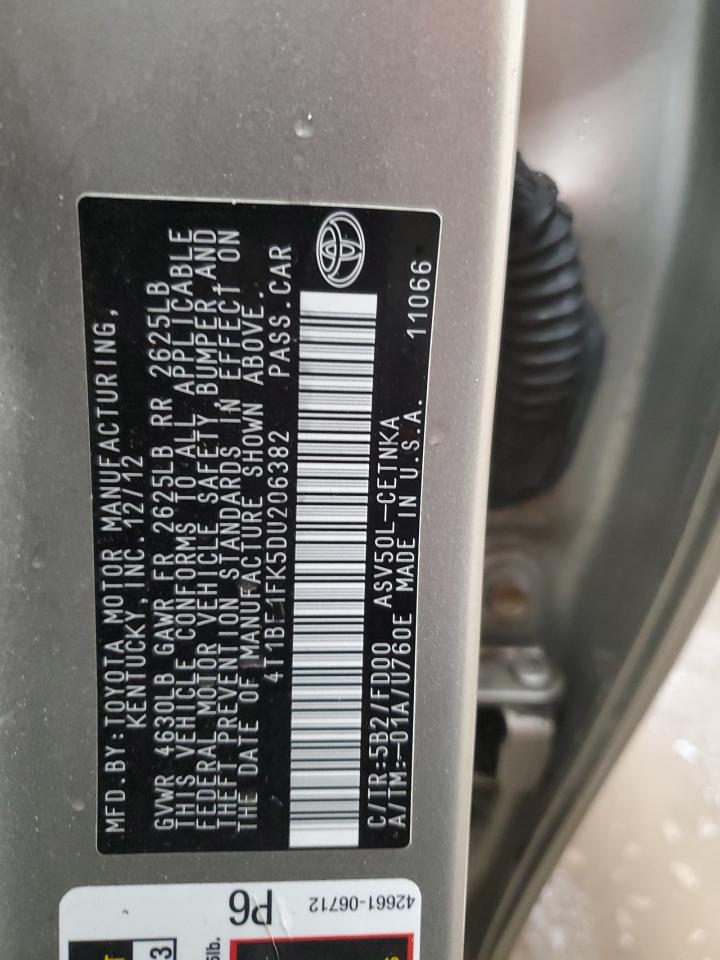 MFD.BY:TOYOTA MOTOR MANUFACTURING,
KENTUCKY, INC.12/12
GVWR 4630LB GAWR FR 2625LB RR 2625LB
THIS VEHICLE CONFORMS TO ALL APPLICABLE
FEDERAL MOTOR VEHICLE SAFETY, BUMPER,AND
THEFT PREVENTION STANDARDS IN EFFECT ON
THE DATE OF MANUFACTURE SHOWN ABOVE.
4T1BF1FK5DU206382 PASS.CAR
C/TR:5B2/FD00 ASV50L-CETNKA
A/TM:-01A/U760E MADE IN U.S.A. 11066
P6
42661-06712
3
lb.